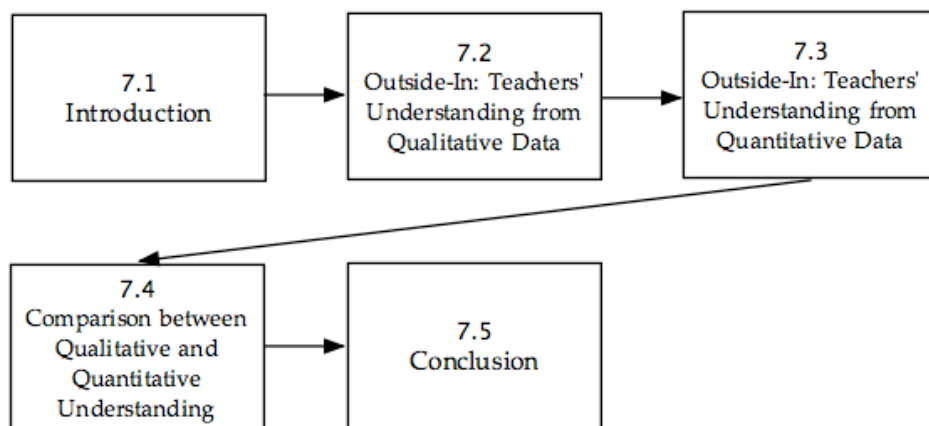 7.1
Introduction
7.2
Outside-In: Teachers'
Understanding from
Qualitative Data
7.3
Outside-In: Teachers'
Understanding from
Quantitative Data
7.4
Comparison between
Qualitative and
Quantitative
Understanding
7.5
Conclusion